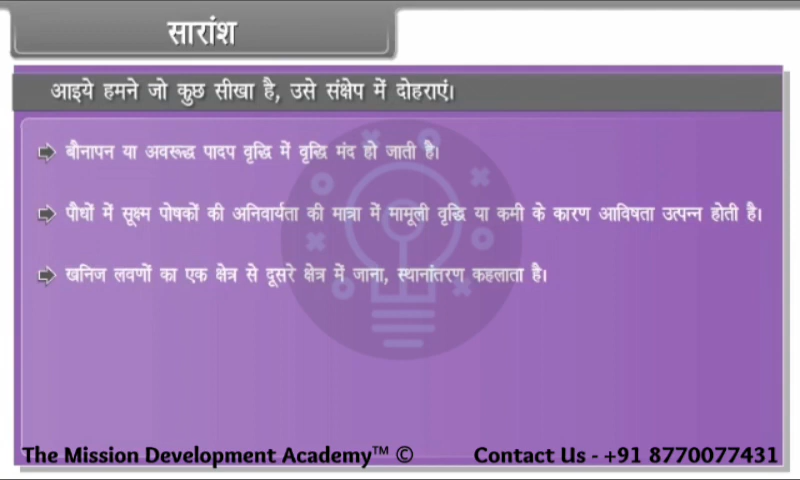 सारांश
आइये हमने जो कुछ सीखा है, उसे संक्षेप में दोहराएं।
बौनापन या अवरूद्ध पादप वृद्धि में वृद्धि मंद हो जाती है।
पौधों में सूक्ष्म पोषकों की अनिवार्यता की मात्रा में मामूली वृद्धि या कमी के कारण आविषता उत्पन्न होती है।
खनिज लवणों का एक क्षेत्र से दूसरे क्षेत्र में जाना, स्थानांतरण कहलाता है।
The Mission Development Academy™ © Contact Us - +91 8770077431